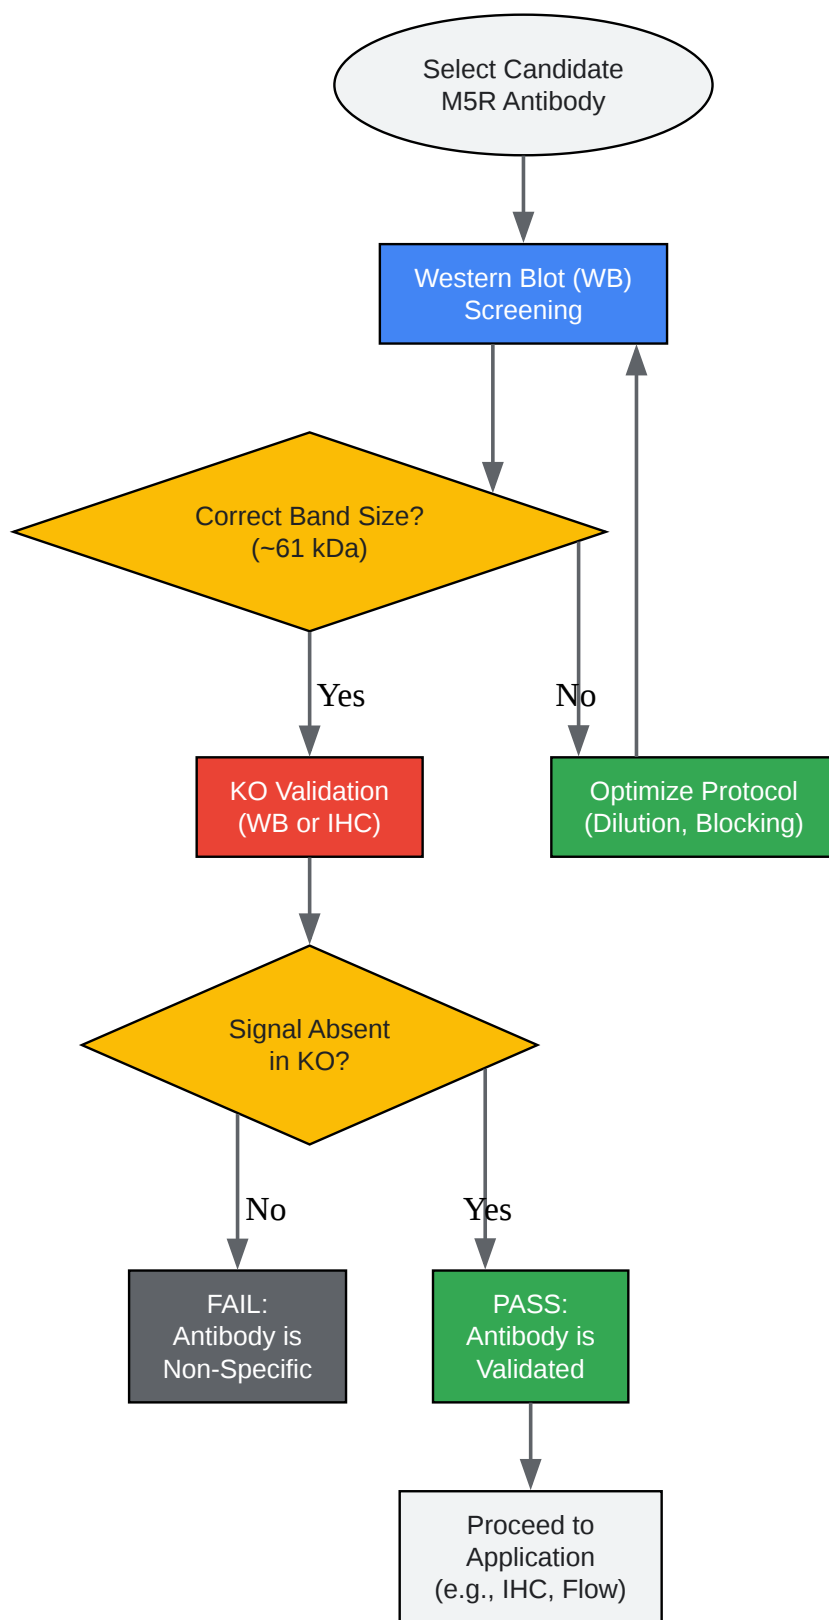 Select Candidate
M5R Antibody
Western Blot (WB)
Screening
Correct Band Size?
(~61 kDa)
Yes
No
KO Validation
(WB or IHC)
Optimize Protocol
(Dilution, Blocking)
Signal Absent
in KO?
No
Yes
FAIL:
Antibody is
Non-Specific
PASS:
Antibody is
Validated
Proceed to
Application
(e.g., IHC, Flow)